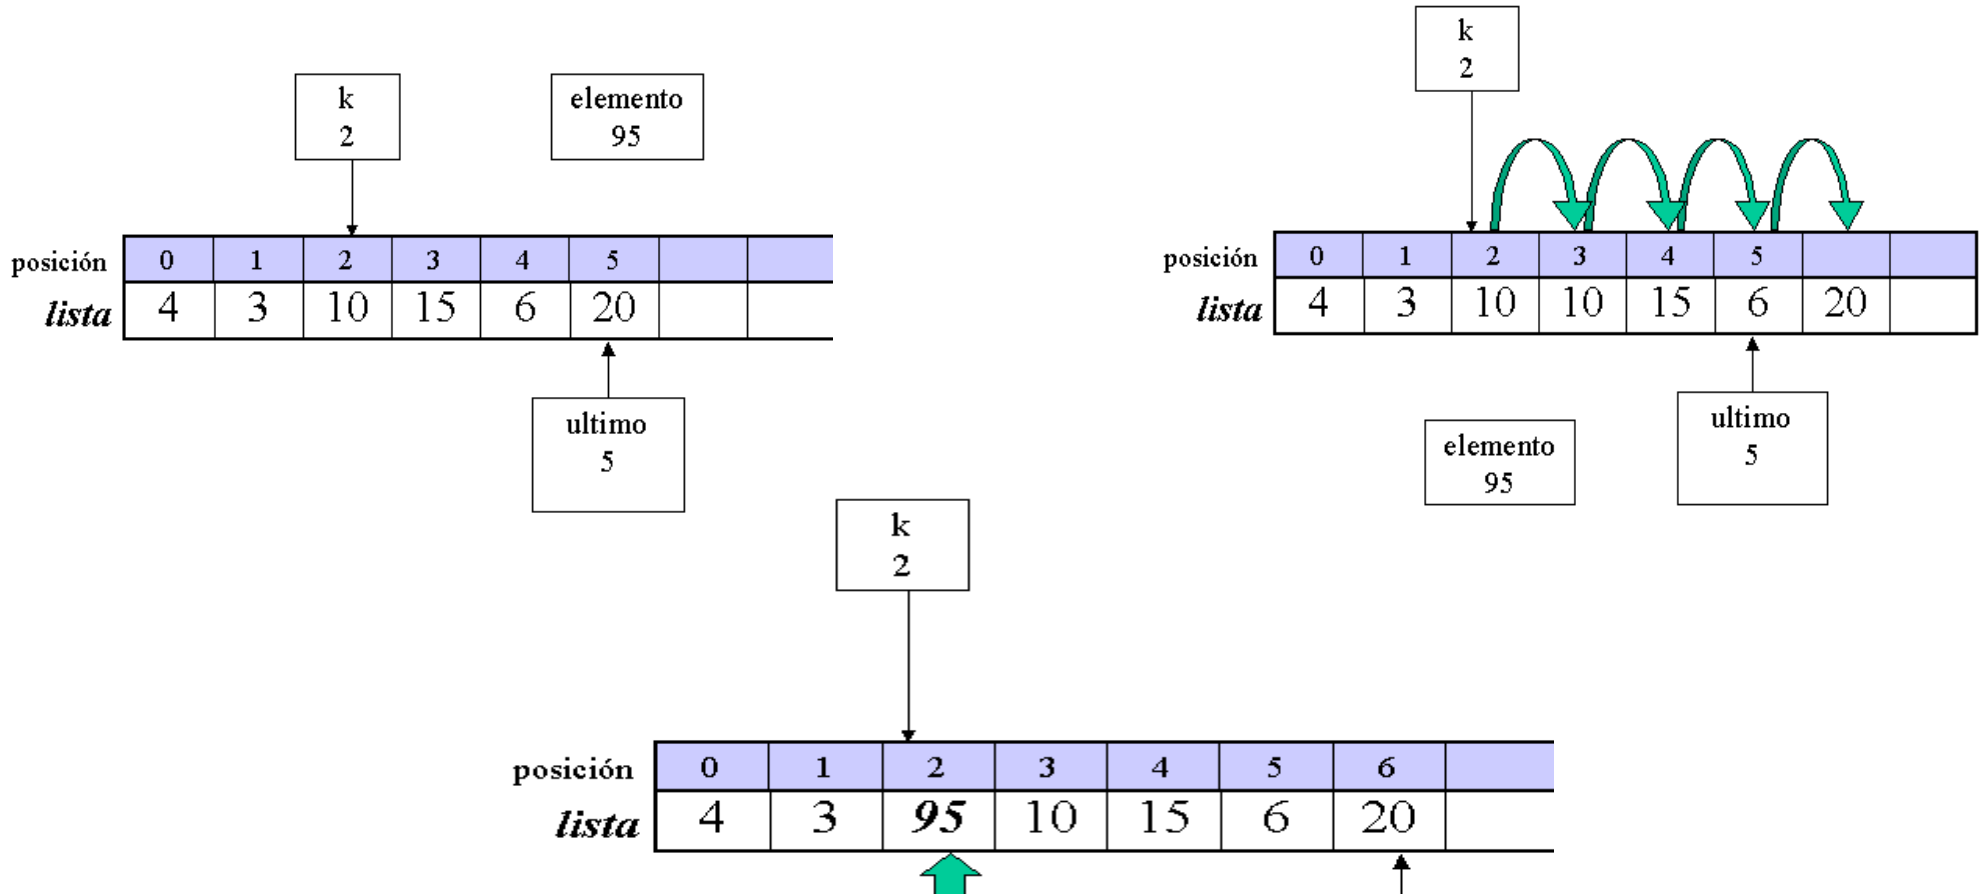 k
2
elemento
95
posición 0 1 2 3 4 5
lista 4 3 10 15 6 20
ultimo
5
k
2
posición 0 1 2 3 4 5
lista 4 3 10 10 15 6 20
elemento
95
ultimo
5
k
2
posición 0 1 2 3 4 5 6
lista 4 3 95 10 15 6 20